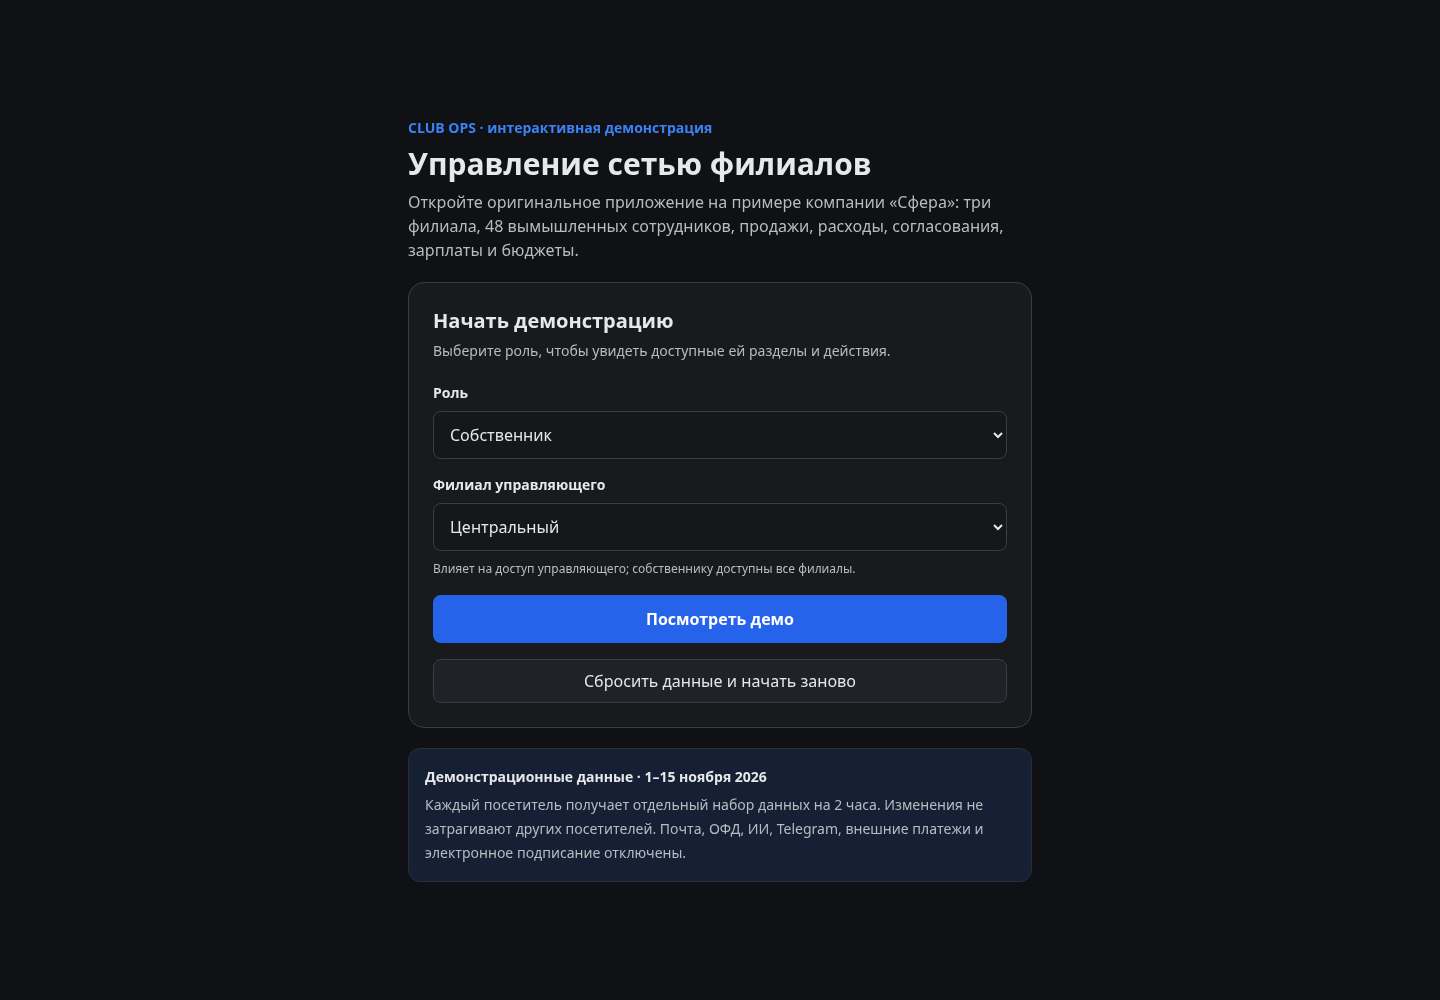 CLUB OPS · интерактивная демонстрация
Управление сетью филиалов
Откройте оригинальное приложение на примере компании «Сфера»: три
филиала, 48 вымышленных сотрудников, продажи, расходы, согласования,
зарплаты и бюджеты.
Начать демонстрацию
Выберите роль, чтобы увидеть доступные ей разделы и действия.
Роль
Собственник
Филиал управляющего
Центральный
Влияет на доступ управляющего; собственнику доступны все филиалы.
Посмотреть демо
Сбросить данные и начать заново
Демонстрационные данные · 1–15 ноября 2026
Каждый посетитель получает отдельный набор данных на 2 часа. Изменения не
затрагивают других посетителей. Почта, ОФД, ИИ, Telegram, внешние платежи и
электронное подписание отключены.